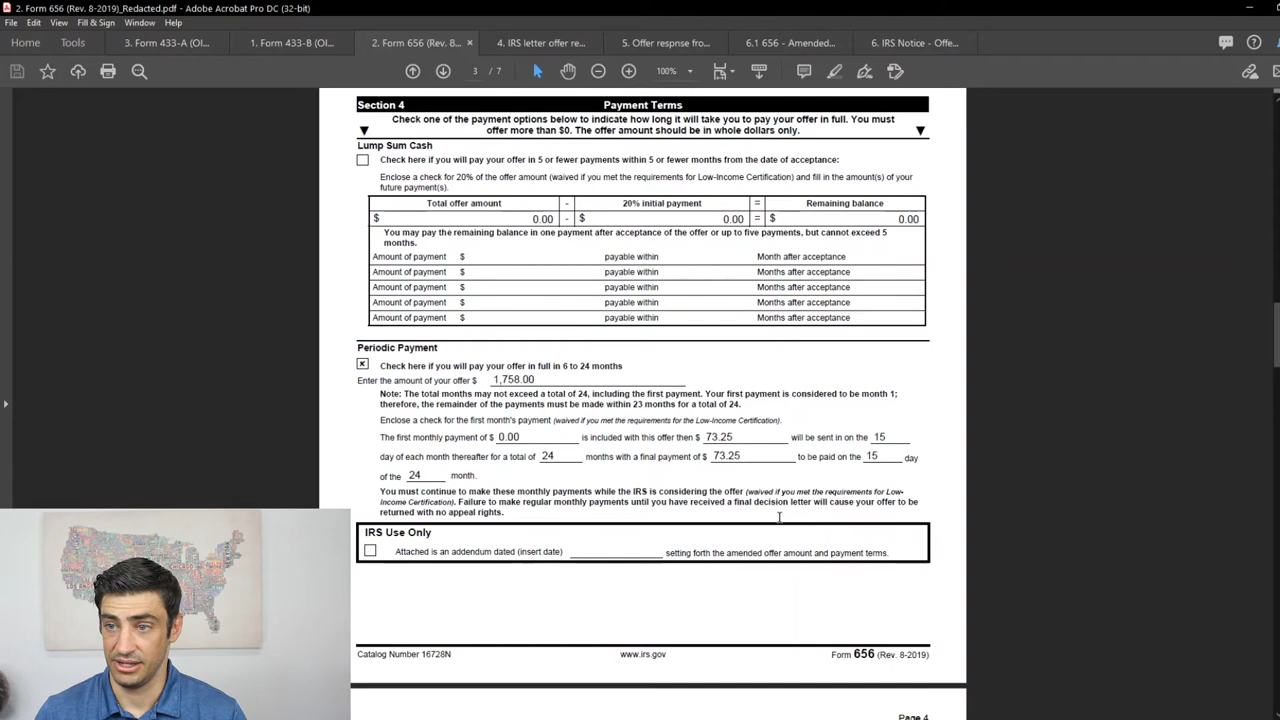 2. Form 656 (Rev. 8-2019)_Redacted.pdf - Adobe Acrobat Pro DC (32-bit)
File Edit View Fill & Sign Window Help
Home Tools 3. Form 433-A (OI... 1. Form 433-B (OI... 2. Form 656 (Rev. 8... × 4. IRS letter offer re... 5. Offer respnse fro... 6.1 656 - Amended... 6. IRS Notice - Offe...
3 / 7 100%
Section 4 Payment Terms
Check one of the payment options below to indicate how long it will take you to pay your offer in full. You must
offer more than $0. The offer amount should be in whole dollars only.
Lump Sum Cash
Check here if you will pay your offer in 5 or fewer payments within 5 or fewer months from the date of acceptance:
Enclose a check for 20% of the offer amount (waived if you met the requirements for Low-Income Certification) and fill in the amount(s) of your
future payment(s).
Total offer amount - 20% initial payment = Remaining balance
$ 0.00 - $ 0.00 = $ 0.00
You may pay the remaining balance in one payment after acceptance of the offer or up to five payments, but cannot exceed 5
months.
Amount of payment $ payable within Month after acceptance
Amount of payment $ payable within Months after acceptance
Amount of payment $ payable within Months after acceptance
Amount of payment $ payable within Months after acceptance
Amount of payment $ payable within Months after acceptance
Periodic Payment
x Check here if you will pay your offer in full in 6 to 24 months
Enter the amount of your offer $ 1,758.00
Note: The total months may not exceed a total of 24, including the first payment. Your first payment is considered to be month 1;
therefore, the remainder of the payments must be made within 23 months for a total of 24.
Enclose a check for the first month's payment (waived if you met the requirements for the Low-Income Certification).
The first monthly payment of $ 0.00 is included with this offer then $ 73.25 will be sent in on the 15
day of each month thereafter for a total of 24 months with a final payment of $ 73.25 to be paid on the 15 day
of the 24 month.
You must continue to make these monthly payments while the IRS is considering the offer (waived if you met the requirements for Low-
Income Certification). Failure to make regular monthly payments until you have received a final decision letter will cause your offer to be
returned with no appeal rights.
IRS Use Only
Attached is an addendum dated (insert date) setting forth the amended offer amount and payment terms.
Catalog Number 16728N www.irs.gov Form 656 (Rev. 8-2019)
Page 4